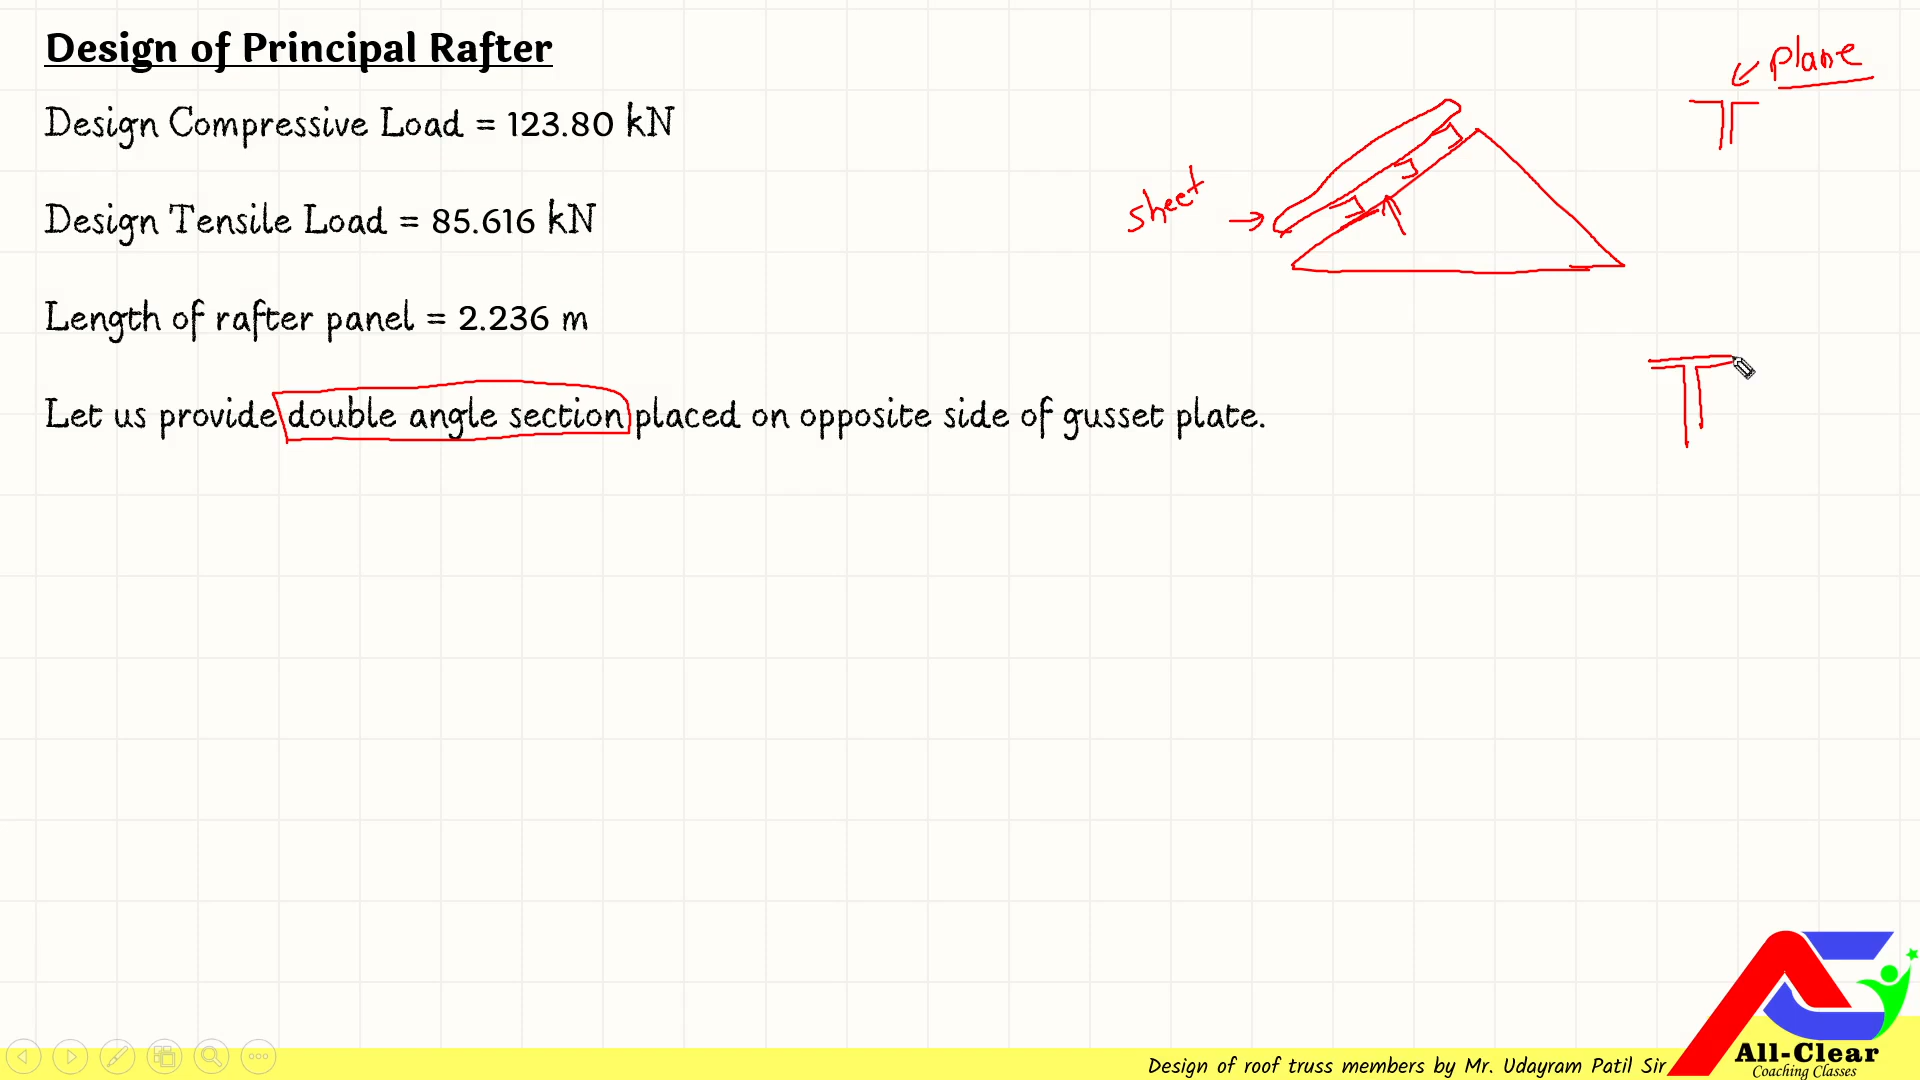 Design of Principal Rafter
plane
Design Compressive Load = 123.80 kN
sheet
Design Tensile Load = 85.616 kN
Length of rafter panel = 2.236 m
Let us provide double angle section placed on opposite side of gusset plate.
All-Clear
Design of roof truss members by Mr. Udayram Patil Sir
Coaching Classes